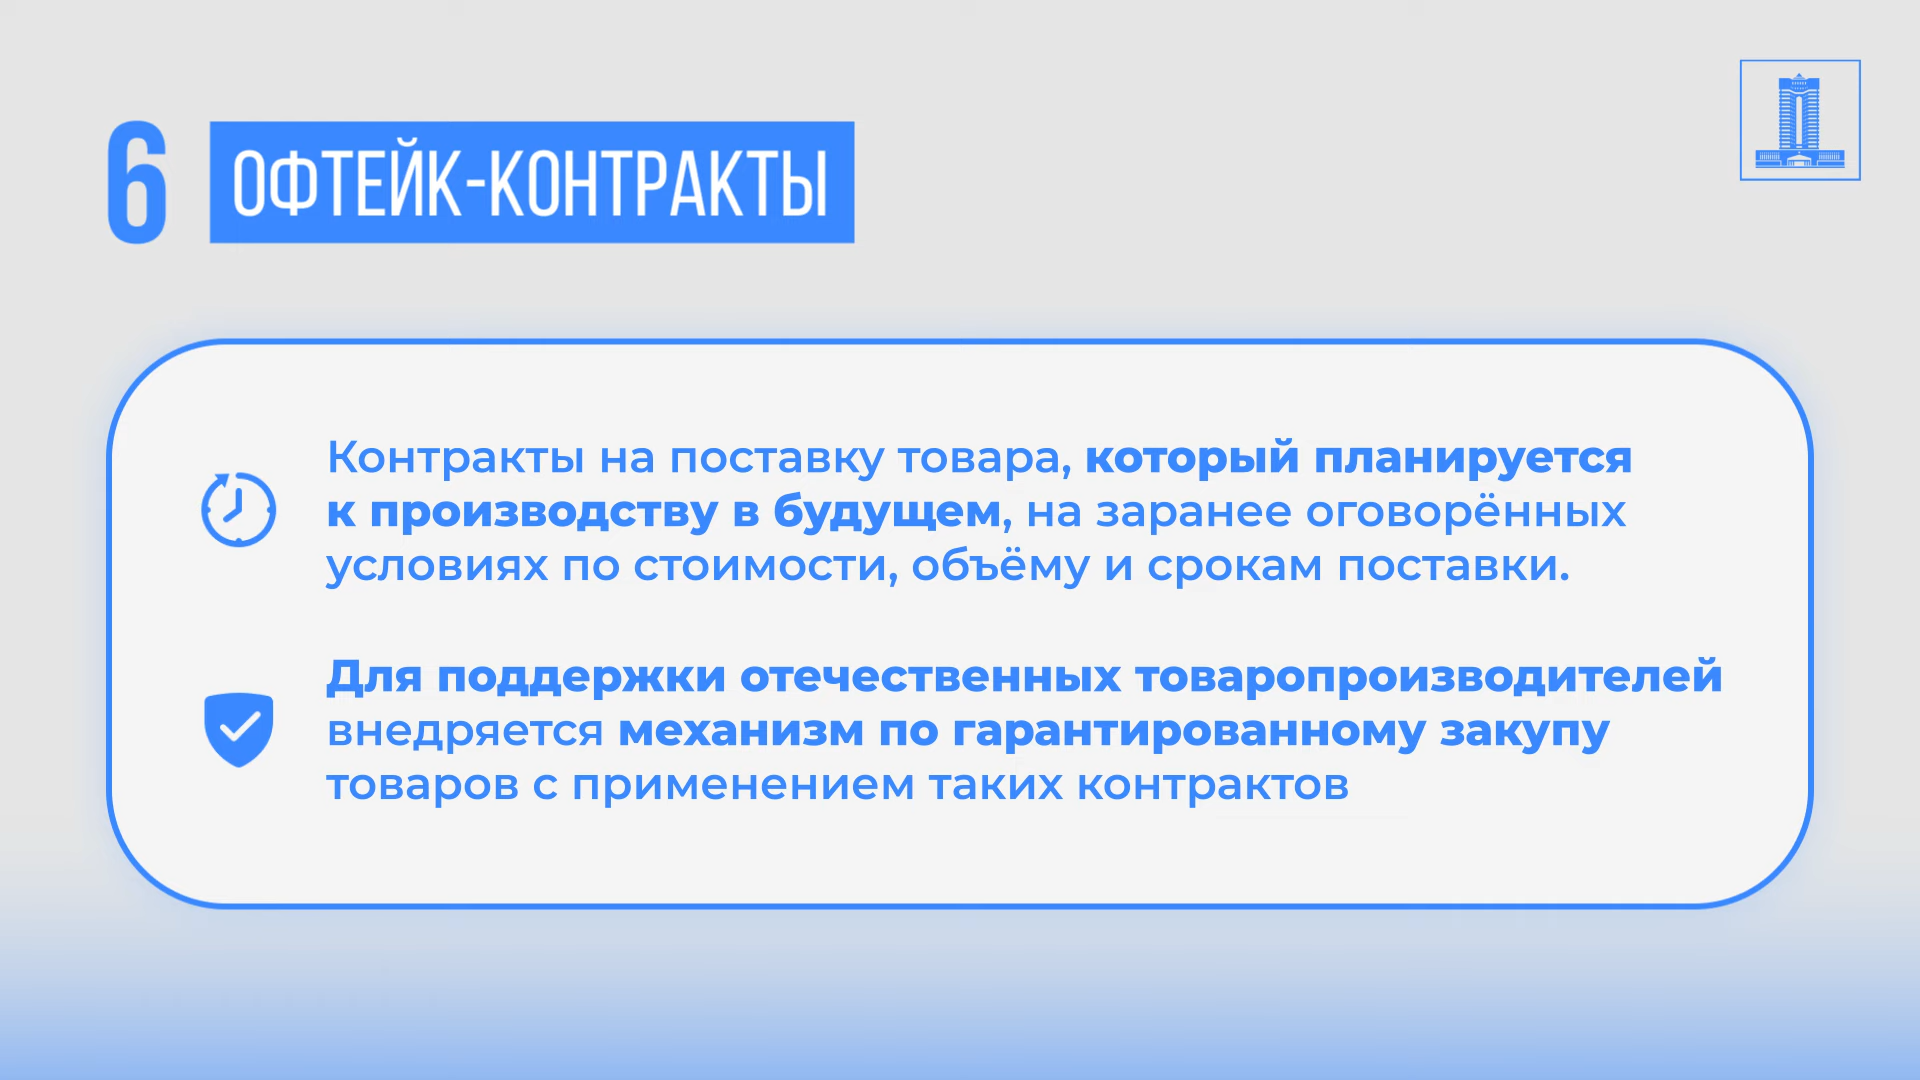 6
ОФТЕЙК-КОНТРАКТЫ
Контракты на поставку товара, который планируется
к производству в будущем, на заранее оговорённых
условиях по стоимости, объёму и срокам поставки.
Для поддержки отечественных товаропроизводителей
внедряется механизм по гарантированному закупу
товаров с применением таких контрактов